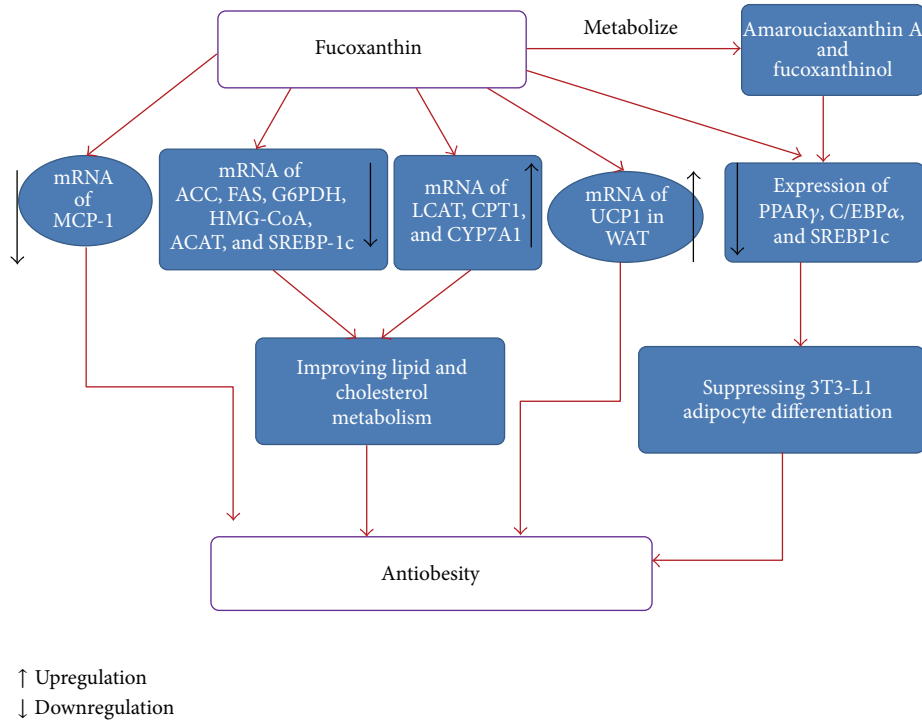 Fucoxanthin
Metabolize
Amarouciaxanthin A
and
fucoxanthinol
mRNA
of
MCP-1
mRNA of
ACC, FAS, G6PDH,
HMG-CoA,
ACAT, and SREBP-1c
mRNA of
LCAT, CPT1,
and CYP7A1
mRNA of
UCP1 in
WAT
Expression of
PPARγ, C/EBPα,
and SREBP1c
Improving lipid and
cholesterol
metabolism
Suppressing 3T3-L1
adipocyte differentiation
Antiobesity
↑ Upregulation
↓ Downregulation